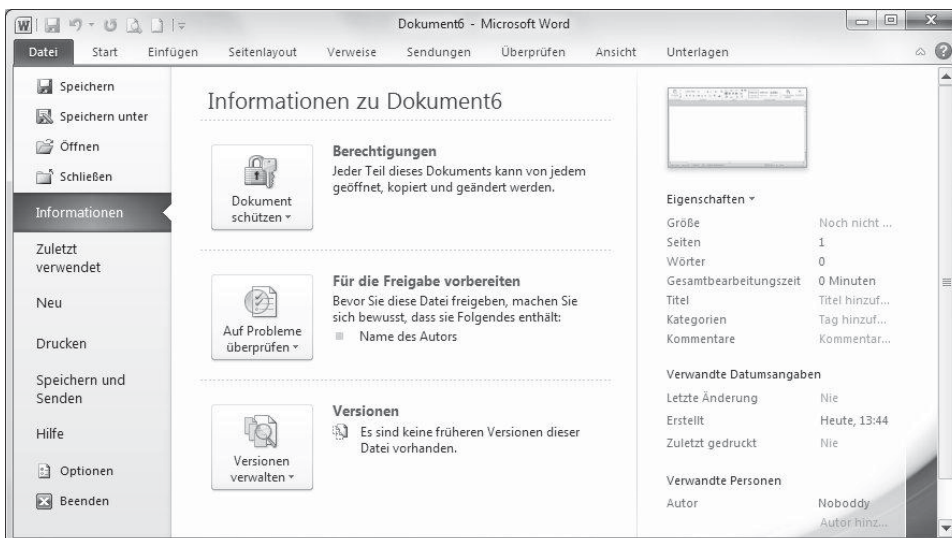 Dokument6 - Microsoft Word
Datei Start Einfügen Seitenlayout Verweise Sendungen Überprüfen Ansicht Unterlagen
Speichern
Speichern unter
Öffnen
Schließen
Informationen
Zuletzt
verwendet
Neu
Drucken
Speichern und
Senden
Hilfe
Optionen
Beenden
Informationen zu Dokument6
Dokument
schützen
Berechtigungen
Jeder Teil dieses Dokuments kann von jedem
geöffnet, kopiert und geändert werden.
Auf Probleme
überprüfen
Für die Freigabe vorbereiten
Bevor Sie diese Datei freigeben, machen Sie
sich bewusst, dass sie Folgendes enthält:
Name des Autors
Versionen
verwalten
Versionen
Es sind keine früheren Versionen dieser
Datei vorhanden.
Eigenschaften
Größe Noch nicht ...
Seiten 1
Wörter 0
Gesamtbearbeitungszeit 0 Minuten
Titel Titel hinzuf...
Kategorien Tag hinzuf...
Kommentare Kommentar...
Verwandte Datumsangaben
Letzte Änderung Nie
Erstellt Heute, 13:44
Zuletzt gedruckt Nie
Verwandte Personen
Autor Noboddy
Autor hinz...